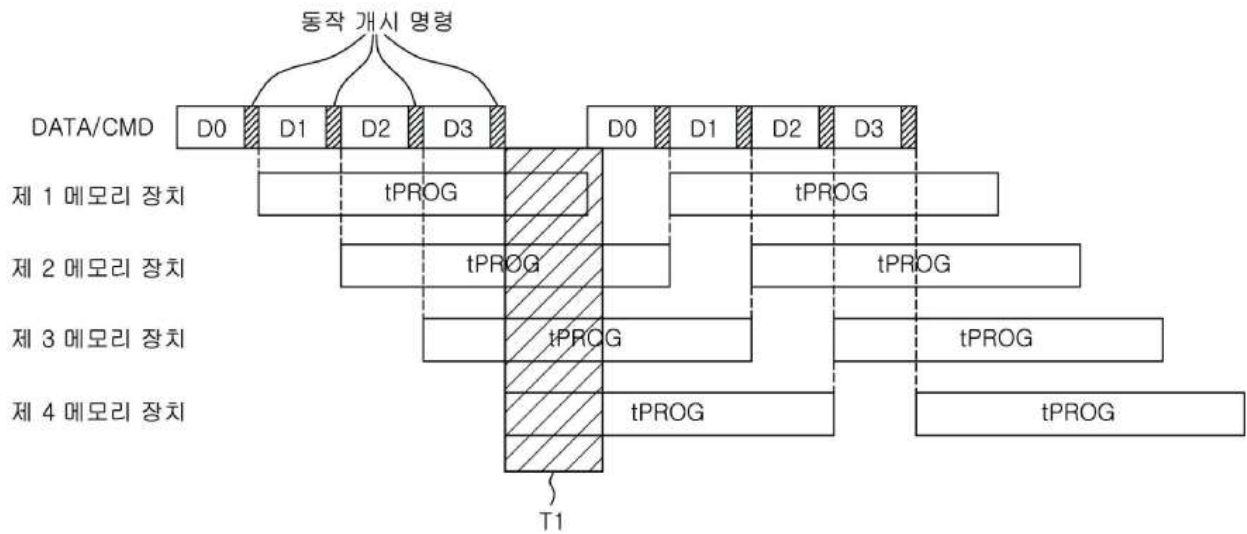 동작 개시 명령
DATA/CMD D0 D1 D2 D3 D0 D1 D2 D3
제 1 메모리 장치 tPROG tPROG
제 2 메모리 장치 tPROG tPROG
제 3 메모리 장치 tPROG tPROG
제 4 메모리 장치 tPROG tPROG
T1